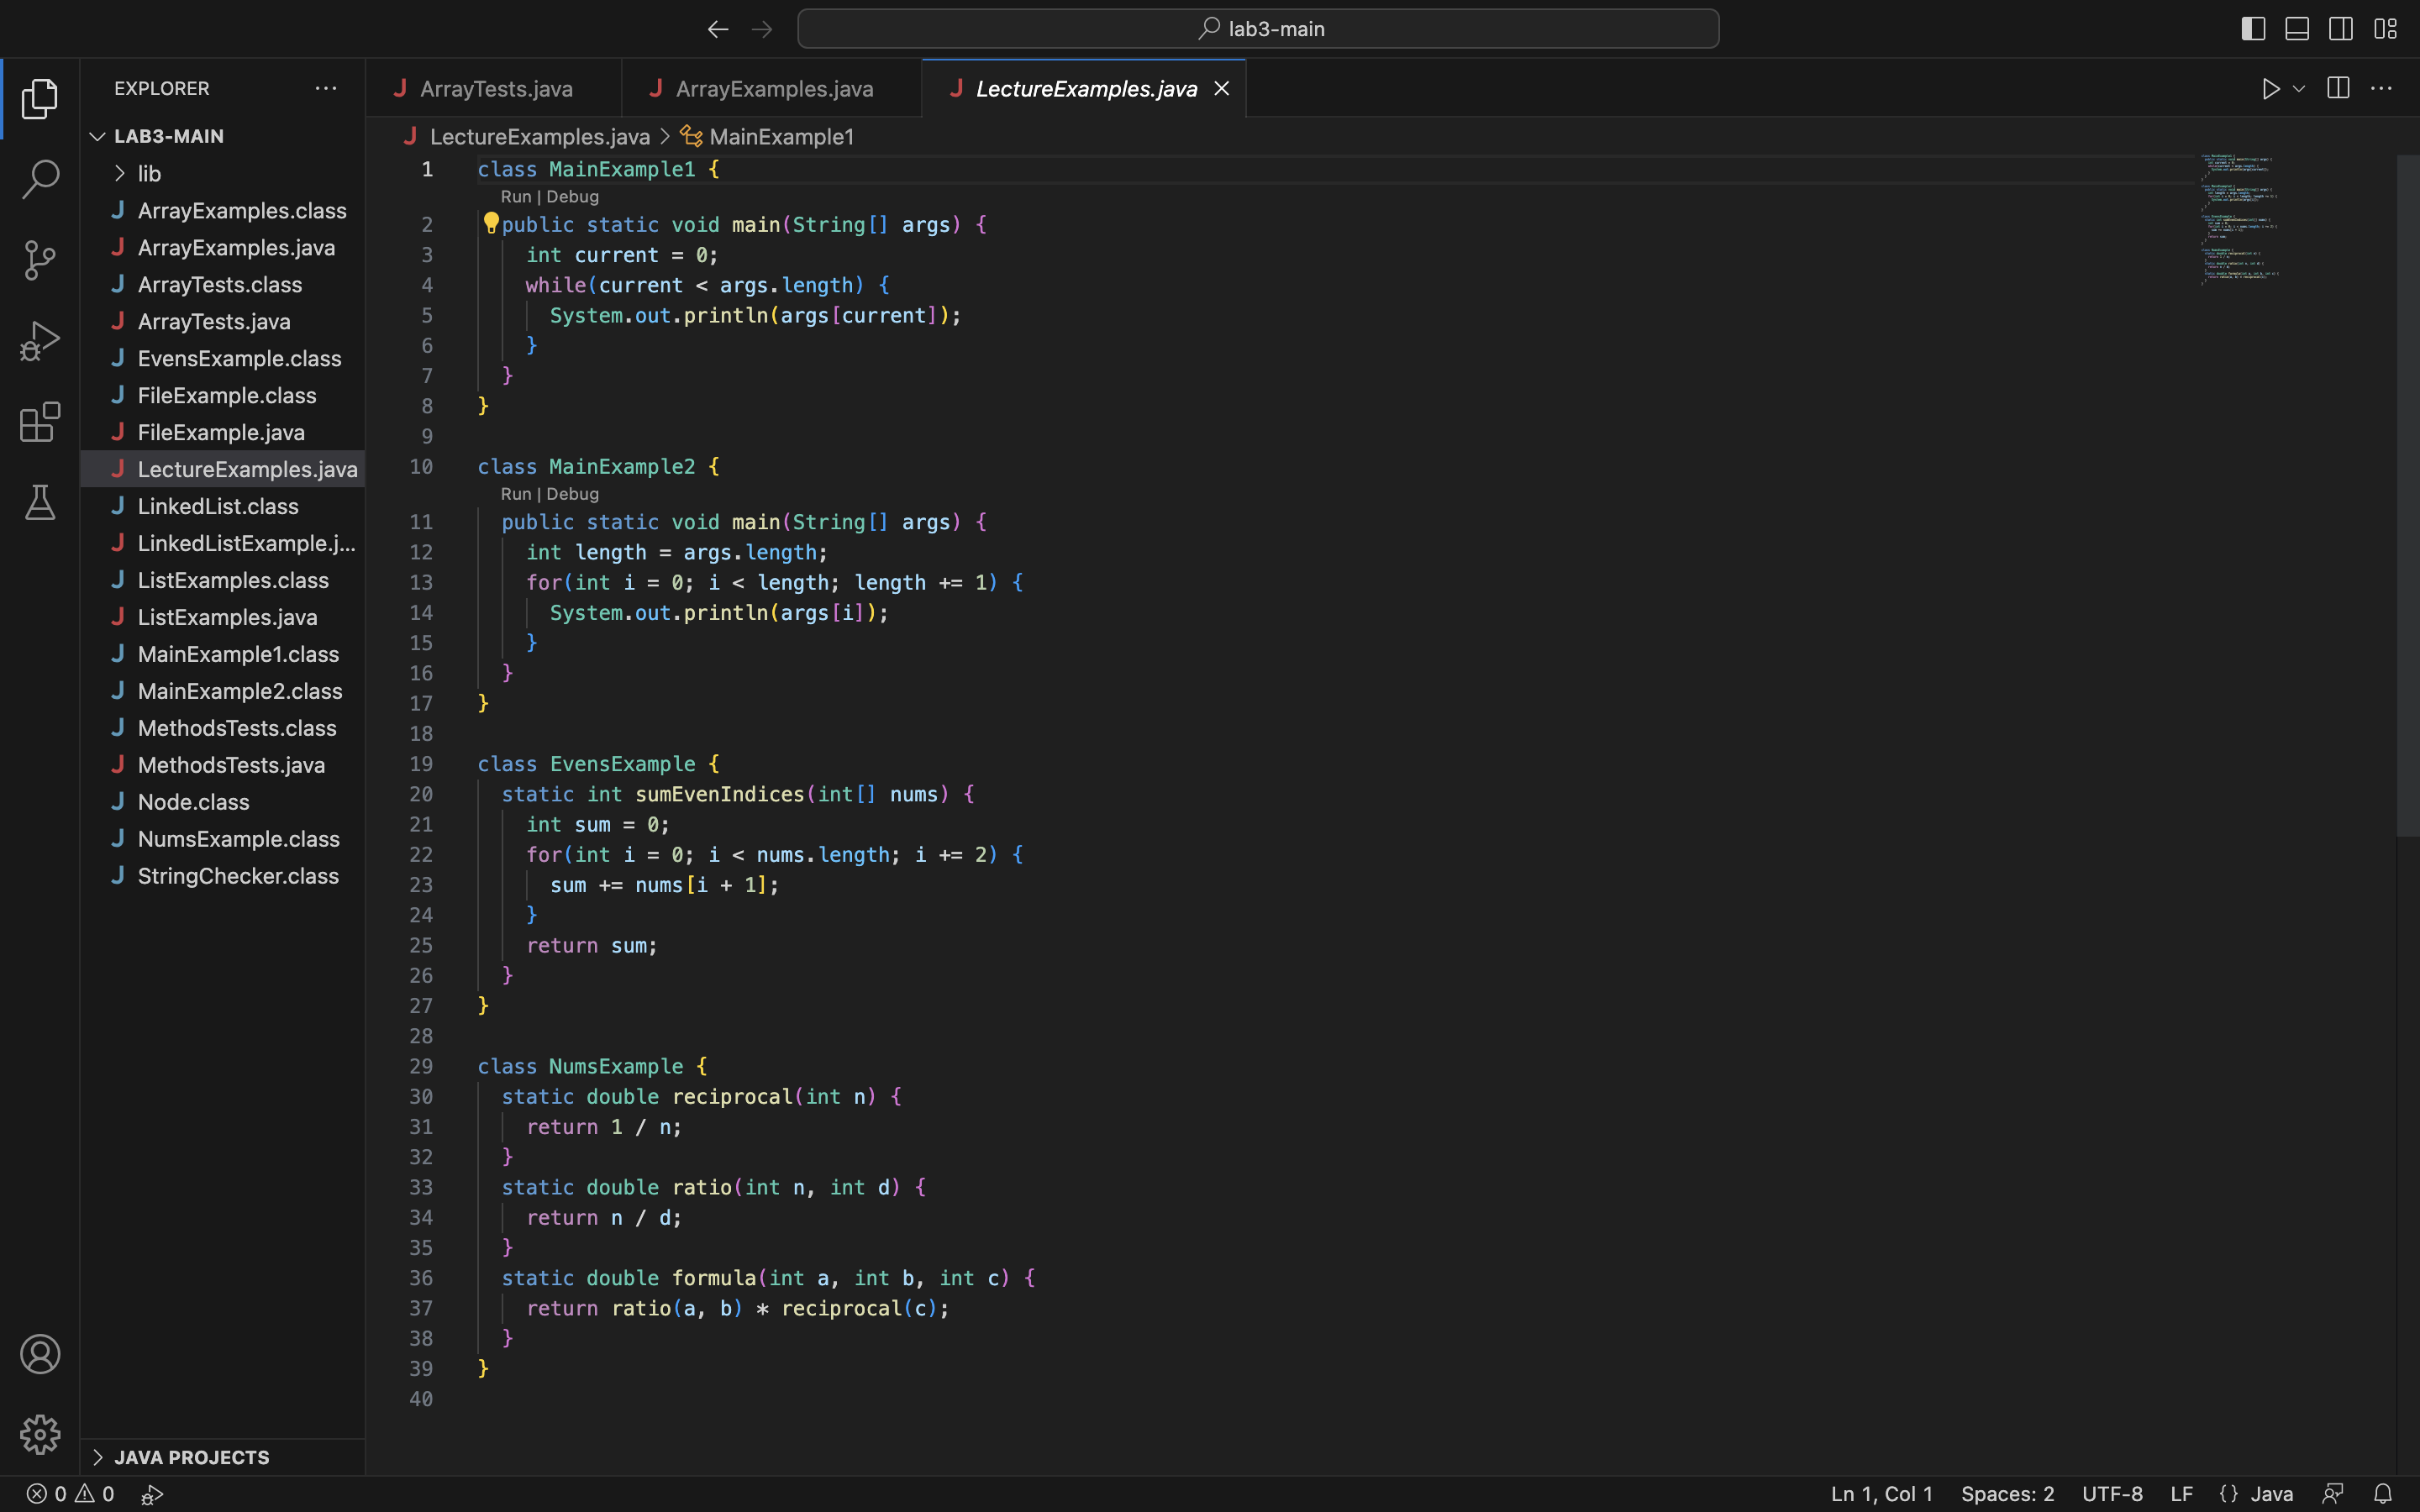 lab3-main
EXPLORER
LAB3-MAIN
lib
ArrayExamples.class
ArrayExamples.java
ArrayTests.class
ArrayTests.java
EvensExample.class
FileExample.class
FileExample.java
LectureExamples.java
LinkedList.class
LinkedListExample.j...
ListExamples.class
ListExamples.java
MainExample1.class
MainExample2.class
MethodsTests.class
MethodsTests.java
Node.class
NumsExample.class
StringChecker.class
JAVA PROJECTS
ArrayTests.java ArrayExamples.java LectureExamples.java
LectureExamples.java > MainExample1
1 class MainExample1 {
Run | Debug
2 public static void main(String[] args) {
3 int current = 0;
4 while(current < args.length) {
5 System.out.println(args[current]);
6 }
7 }
8 }
9
10 class MainExample2 {
Run | Debug
11 public static void main(String[] args) {
12 int length = args.length;
13 for(int i = 0; i < length; length += 1) {
14 System.out.println(args[i]);
15 }
16 }
17 }
18
19 class EvensExample {
20 static int sumEvenIndices(int[] nums) {
21 int sum = 0;
22 for(int i = 0; i < nums.length; i += 2) {
23 sum += nums[i + 1];
24 }
25 return sum;
26 }
27 }
28
29 class NumsExample {
30 static double reciprocal(int n) {
31 return 1 / n;
32 }
33 static double ratio(int n, int d) {
34 return n / d;
35 }
36 static double formula(int a, int b, int c) {
37 return ratio(a, b) * reciprocal(c);
38 }
39 }
40
0 0 Ln 1, Col 1 Spaces: 2 UTF-8 LF {} Java